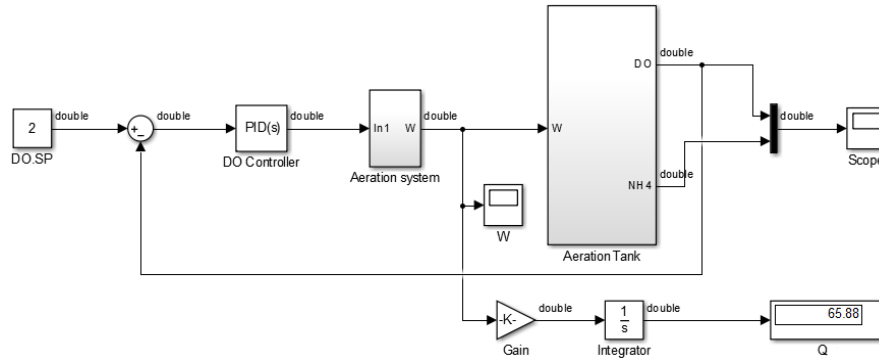 double
DO
double
double
double
double
double
double
2
+
−
PID(s)
In1 W
W
DO.SP
DO Controller
Aeration system
double
NH4
Scope
W
Aeration Tank
double
double
-K-
1
s
65.88
Gain
Integrator
Q